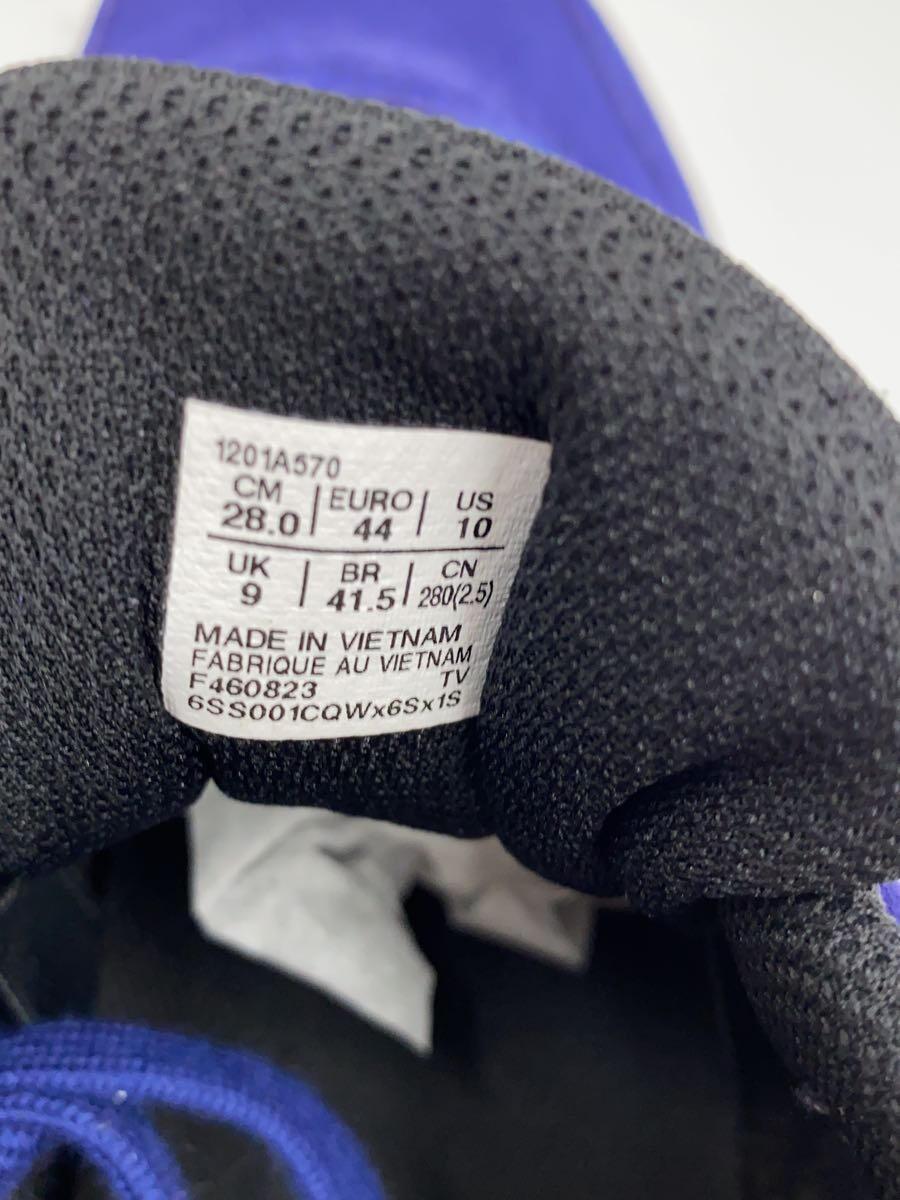 1201A570
CM | EURO | US
28.0 | 44 | 10
UK | BR | CN
9 | 41.5 | 280(2.5)
MADE IN VIETNAM
FABRIQUE AU VIETNAM
F460823 TV
6SS001CQWx6Sx1S